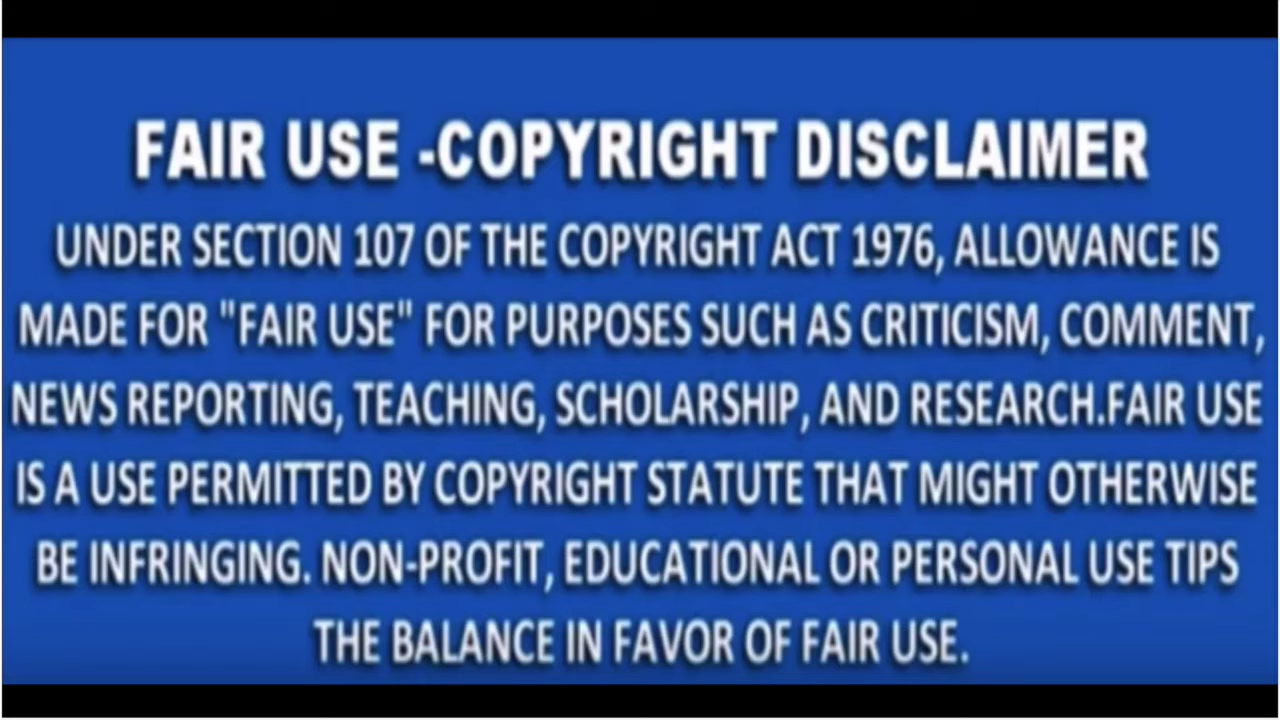 FAIR USE -COPYRIGHT DISCLAIMER
UNDER SECTION 107 OF THE COPYRIGHT ACT 1976, ALLOWANCE IS
MADE FOR "FAIR USE" FOR PURPOSES SUCH AS CRITICISM, COMMENT,
NEWS REPORTING, TEACHING, SCHOLARSHIP, AND RESEARCH.FAIR USE
IS A USE PERMITTED BY COPYRIGHT STATUTE THAT MIGHT OTHERWISE
BE INFRINGING. NON-PROFIT, EDUCATIONAL OR PERSONAL USE TIPS
THE BALANCE IN FAVOR OF FAIR USE.